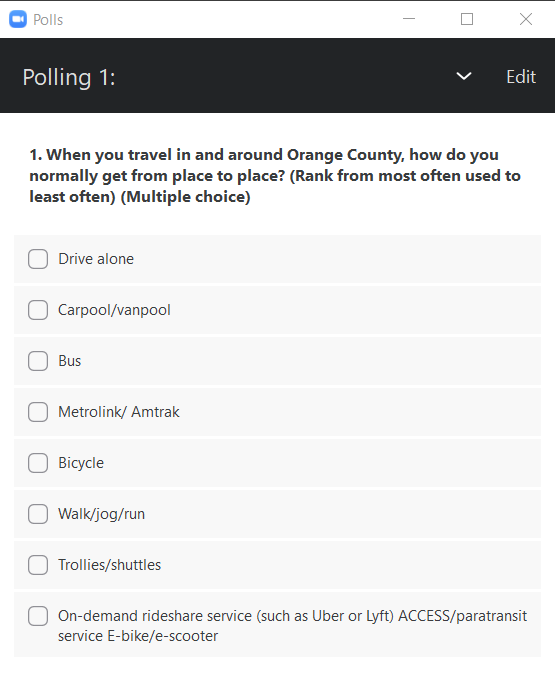 Polls
Polling 1:
Edit
1. When you travel in and around Orange County, how do you
normally get from place to place? (Rank from most often used to
least often) (Multiple choice)
Drive alone
Carpool/vanpool
Bus
Metrolink/ Amtrak
Bicycle
Walk/jog/run
Trollies/shuttles
On-demand rideshare service (such as Uber or Lyft) ACCESS/paratransit
service E-bike/e-scooter